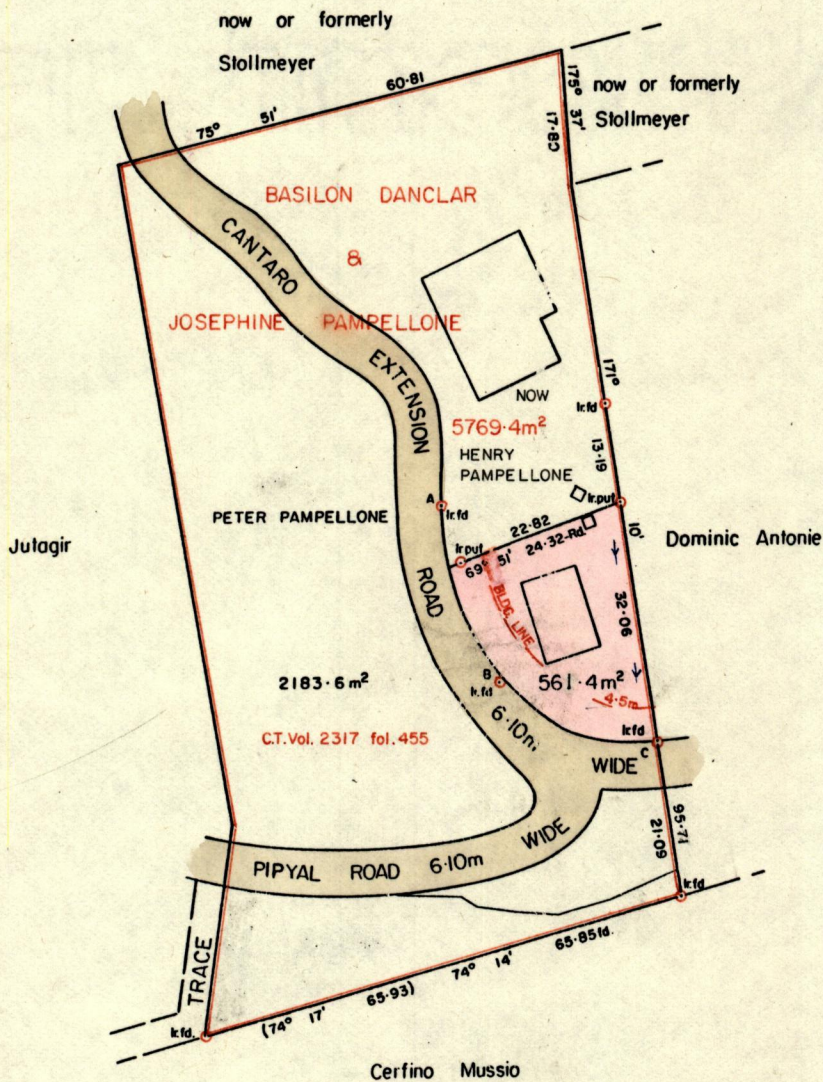 now or formerly
Stollmeyer
75° 51' 60·81
175° 37'
17·80
now or formerly
Stollmeyer
BASILON DANCLAR
&
JOSEPHINE PAMPELLONE
CANTARO EXTENSION ROAD
NOW
5769·4m²
HENRY
PAMPELLONE
171°
Ir.fd
13·19
Ir.put
10'
A
Ir.fd
PETER PAMPELLONE
Jutagir
Dominic Antonie
22·82
24·32-Rd.
Ir.put
69° 51'
BLDG. LINE
32·06
B
Ir.fd
561·4m²
4·5m
2183·6m²
C.T.Vol. 2317 fol.455
6·10m WIDE
Ir.fd
C
95·71
21·09
PIPYAL ROAD 6·10m WIDE
Ir.fd
TRACE
74° 14' 65·85fd.
(74° 17' 65·93)
Ir.fd.
Cerfino Mussio